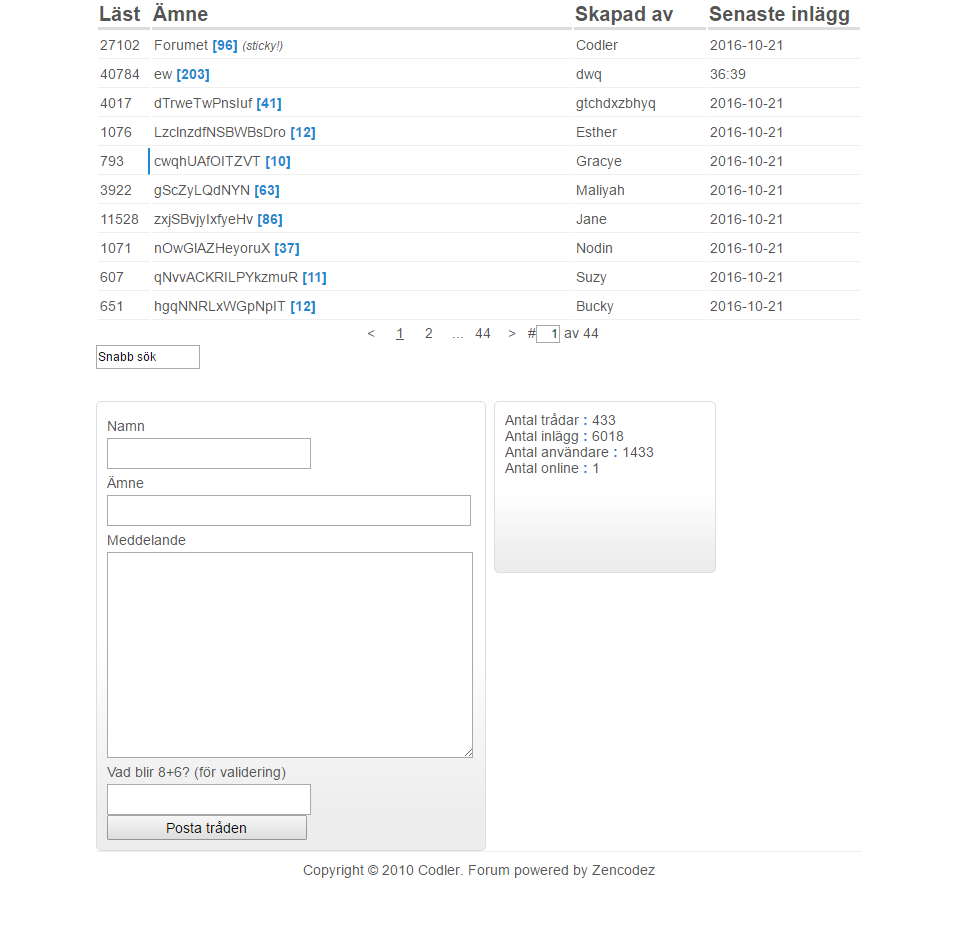 Läst Ämne Skapad av Senaste inlägg
27102 Forumet [96] (sticky!) Codler 2016-10-21
40784 ew [203] dwq 36:39
4017 dTrweTwPnsIuf [41] gtchdxzbhyq 2016-10-21
1076 LzcInzdfNSBWBsDro [12] Esther 2016-10-21
793 cwqhUAfOITZVT [10] Gracye 2016-10-21
3922 gScZyLQdNYN [63] Maliyah 2016-10-21
11528 zxjSBvjyIxfyeHv [86] Jane 2016-10-21
1071 nOwGlAZHeyoruX [37] Nodin 2016-10-21
607 qNvvACKRILPYkzmuR [11] Suzy 2016-10-21
651 hgqNNRLxWGpNpIT [12] Bucky 2016-10-21
< 1 2 ... 44 > # 1 av 44
Snabb sök
Namn
Ämne
Meddelande
Vad blir 8+6? (för validering)
Posta tråden
Antal trådar : 433
Antal inlägg : 6018
Antal användare : 1433
Antal online : 1
Copyright © 2010 Codler. Forum powered by Zencodez